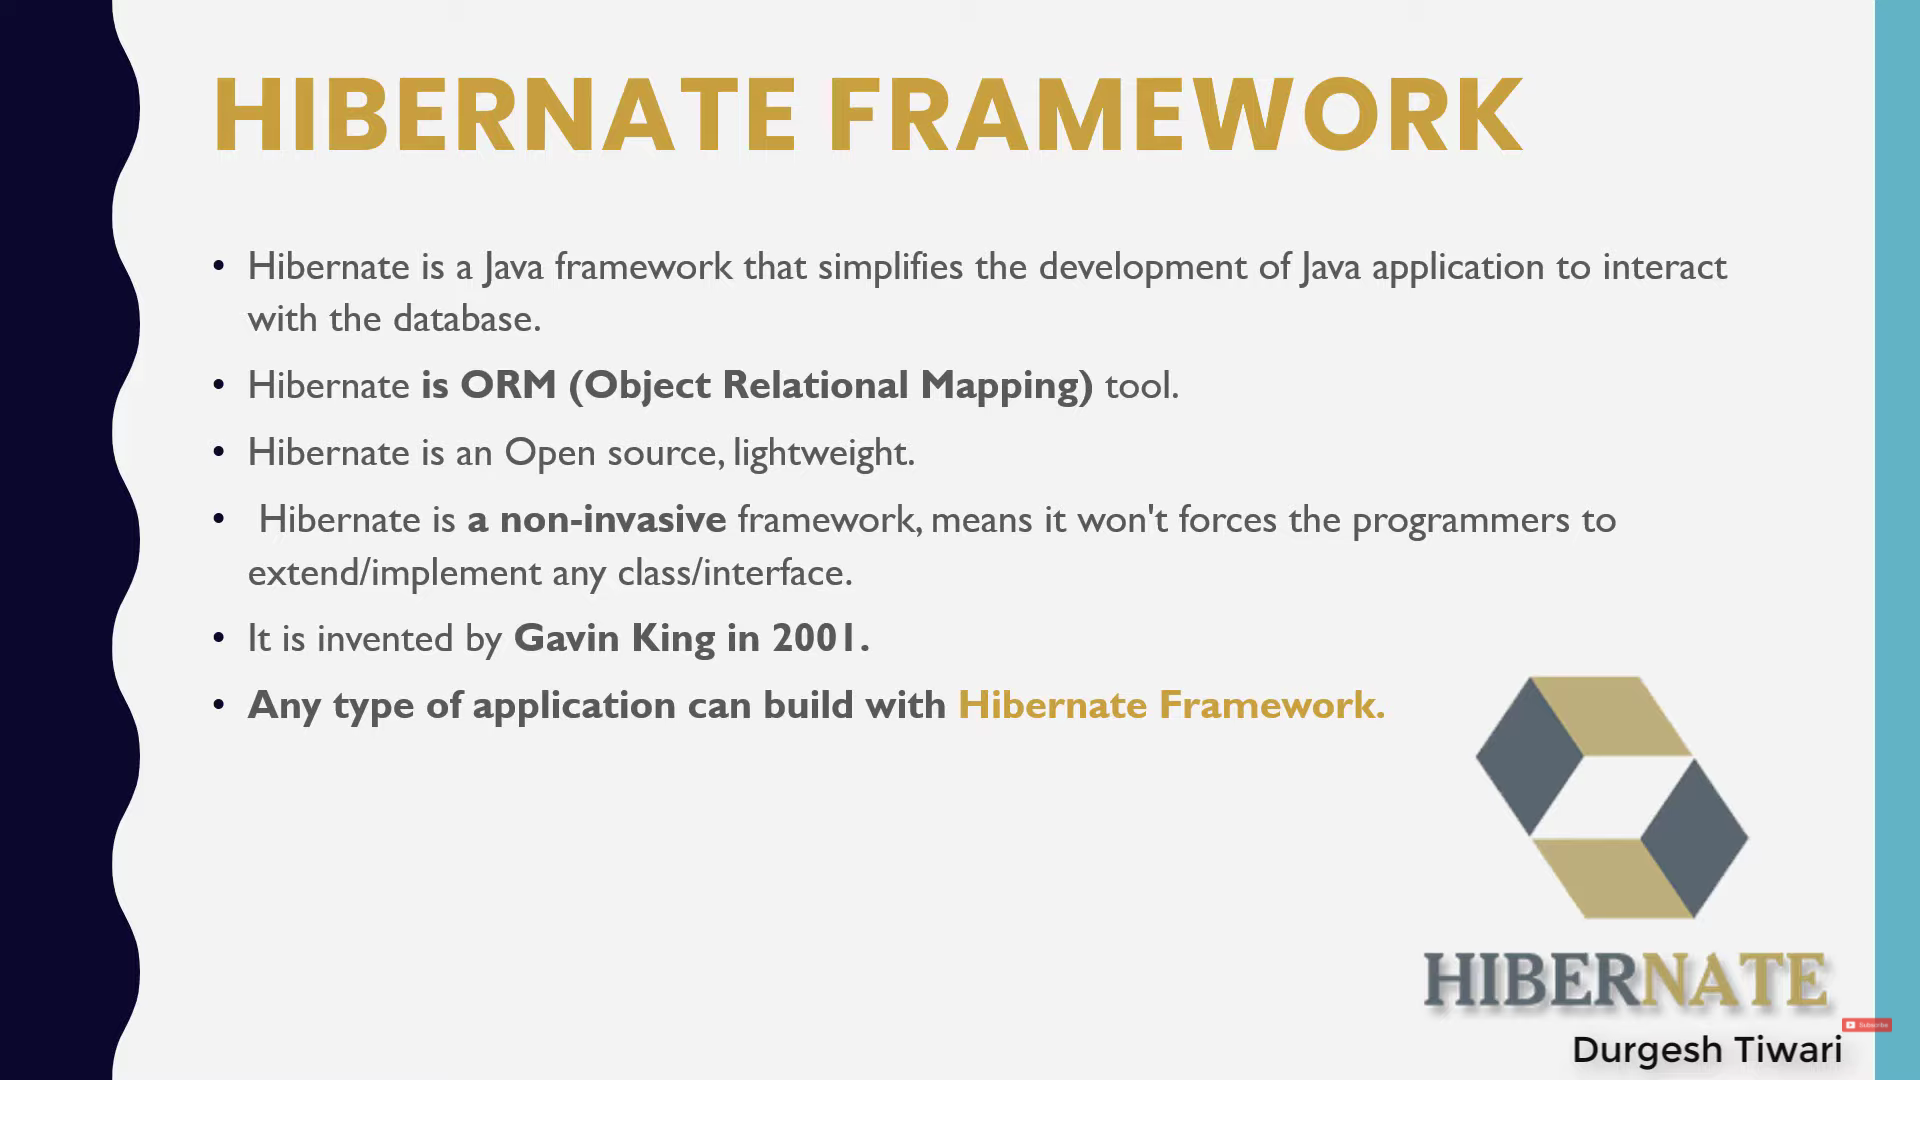 HIBERNATE FRAMEWORK
• Hibernate is a Java framework that simplifies the development of Java application to interact
with the database.
• Hibernate is ORM (Object Relational Mapping) tool.
• Hibernate is an Open source, lightweight.
• Hibernate is a non-invasive framework, means it won't forces the programmers to
extend/implement any class/interface.
• It is invented by Gavin King in 2001.
• Any type of application can build with Hibernate Framework.
HIBERNATE
Subscribe
Durgesh Tiwari